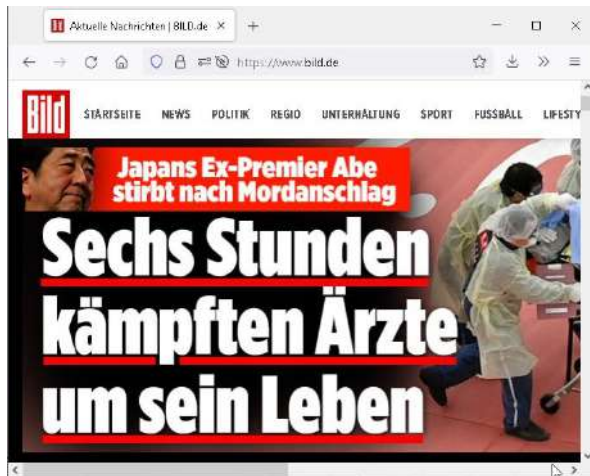 Aktuelle Nachrichten | BILD.de
https://www.bild.de
Bild
STARTSEITE NEWS POLITIK REGIO UNTERHALTUNG SPORT FUSSBALL LIFESTY
Japans Ex-Premier Abe
stirbt nach Mordanschlag
Sechs Stunden
kämpften Ärzte
um sein Leben